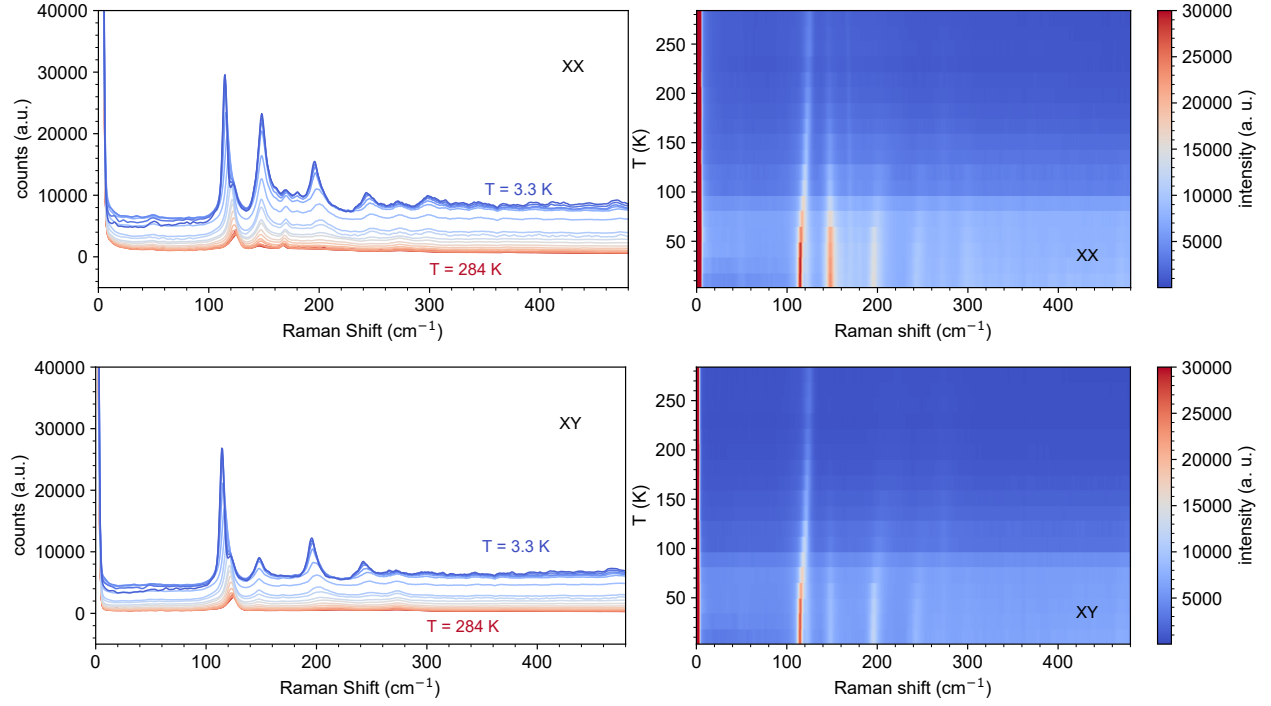 40000
30000
20000
10000
0
counts (a.u.)
XX
T = 3.3 K
T = 284 K
0
100
200
300
400
Raman Shift (cm⁻¹)
250
200
150
100
50
T (K)
XX
0
100
200
300
400
Raman shift (cm⁻¹)
30000
25000
20000
15000
10000
5000
intensity (a. u.)
40000
30000
20000
10000
0
counts (a.u.)
XY
T = 3.3 K
T = 284 K
0
100
200
300
400
Raman Shift (cm⁻¹)
250
200
150
100
50
T (K)
XY
0
100
200
300
400
Raman shift (cm⁻¹)
30000
25000
20000
15000
10000
5000
intensity (a. u.)